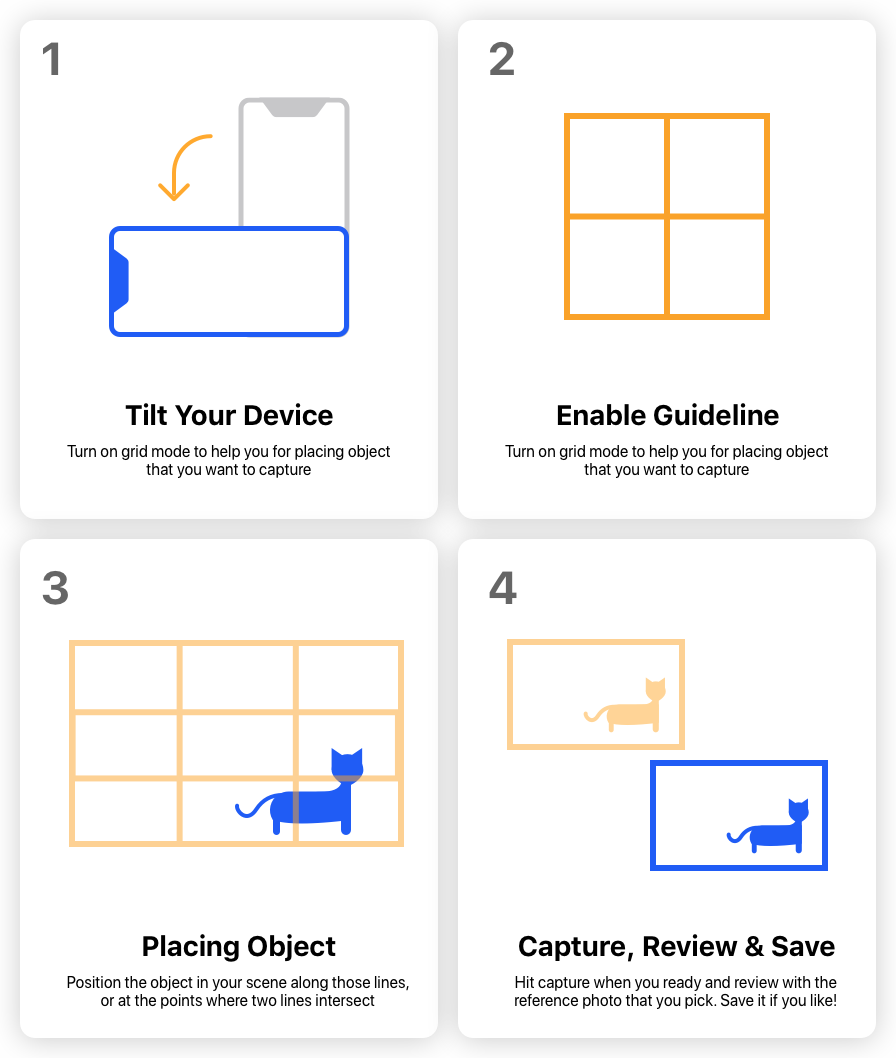 1
Tilt Your Device
Turn on grid mode to help you for placing object
that you want to capture
2
Enable Guideline
Turn on grid mode to help you for placing object
that you want to capture
3
Placing Object
Position the object in your scene along those lines,
or at the points where two lines intersect
4
Capture, Review & Save
Hit capture when you ready and review with the
reference photo that you pick. Save it if you like!